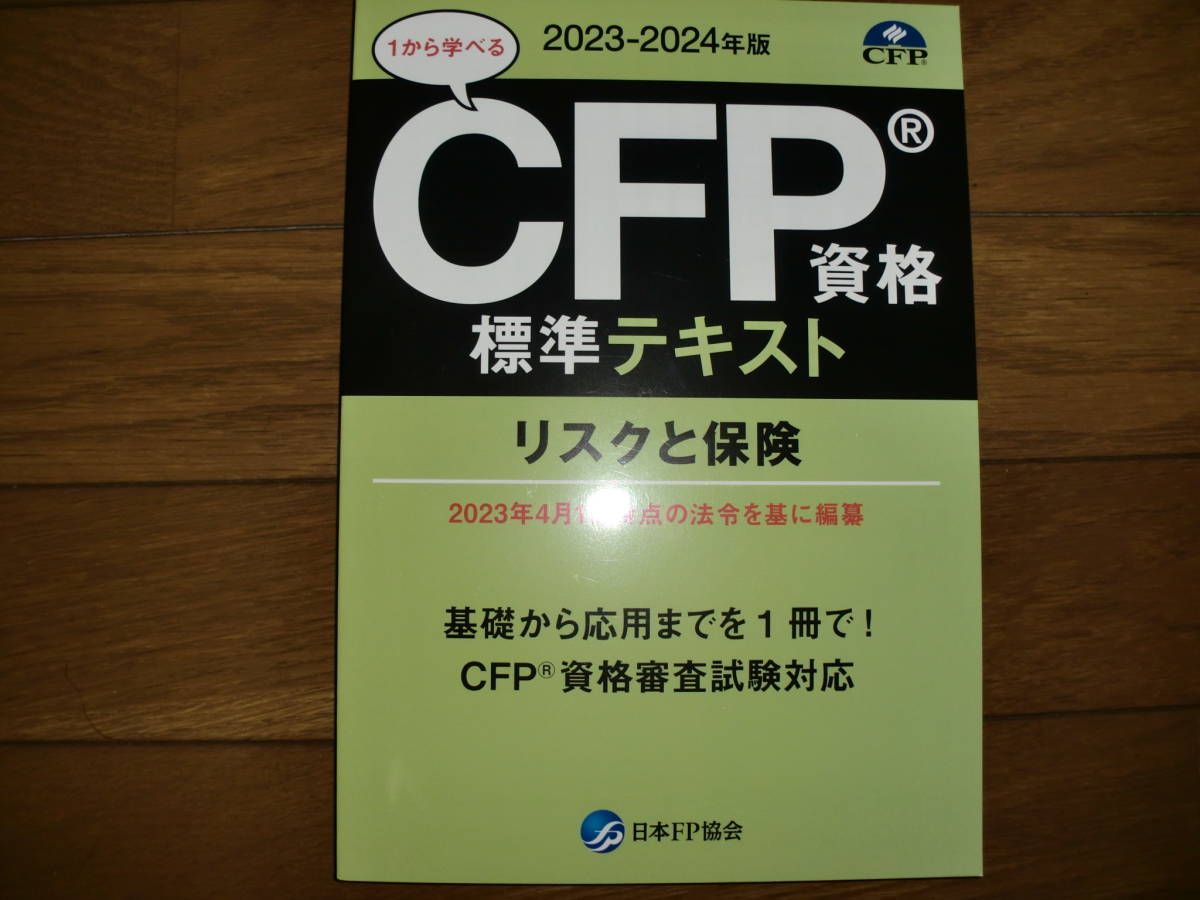 1から学べる
2023-2024年版
CFP®
CFP®
資格
標準テキスト
リスクと保険
2023年4月1 点の法令を基に編纂
基礎から応用までを1冊で!
CFP®資格審査試験対応
日本FP協会